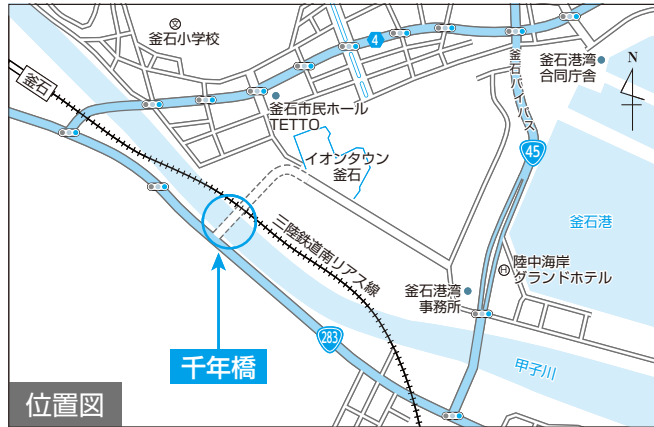 釜石小学校
4
釜石バイパス
釜石港湾
合同庁舎
N
釜石
釜石市民ホール
TETTO
イオンタウン
釜石
45
釜石港
三陸鉄道南リアス線
陸中海岸
グランドホテル
釜石港湾
事務所
283
千年橋
甲子川
位置図